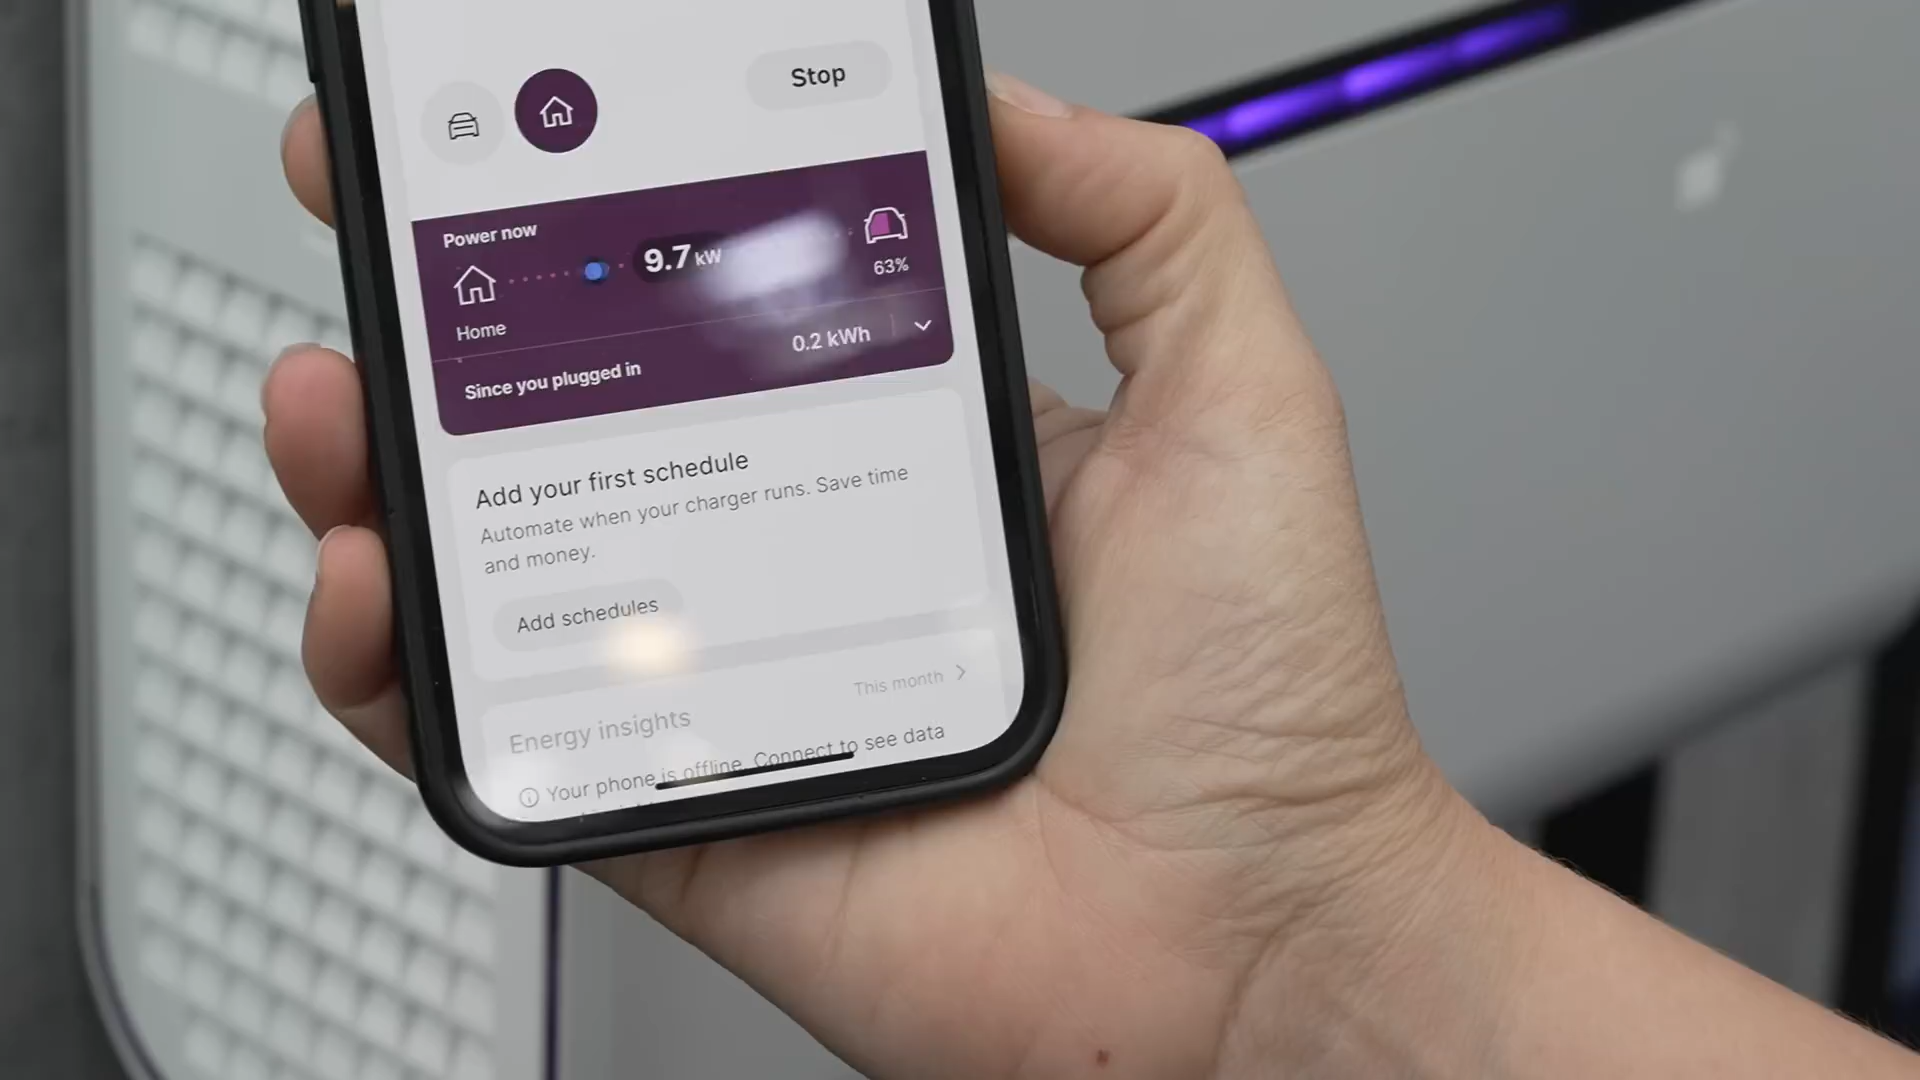 Stop
Power now
9.7 kW
63%
Home
0.2 kWh
Since you plugged in
Add your first schedule
Automate when your charger runs. Save time
and money.
Add schedules
This month
Energy insights
Your phone is offline. Connect to see data